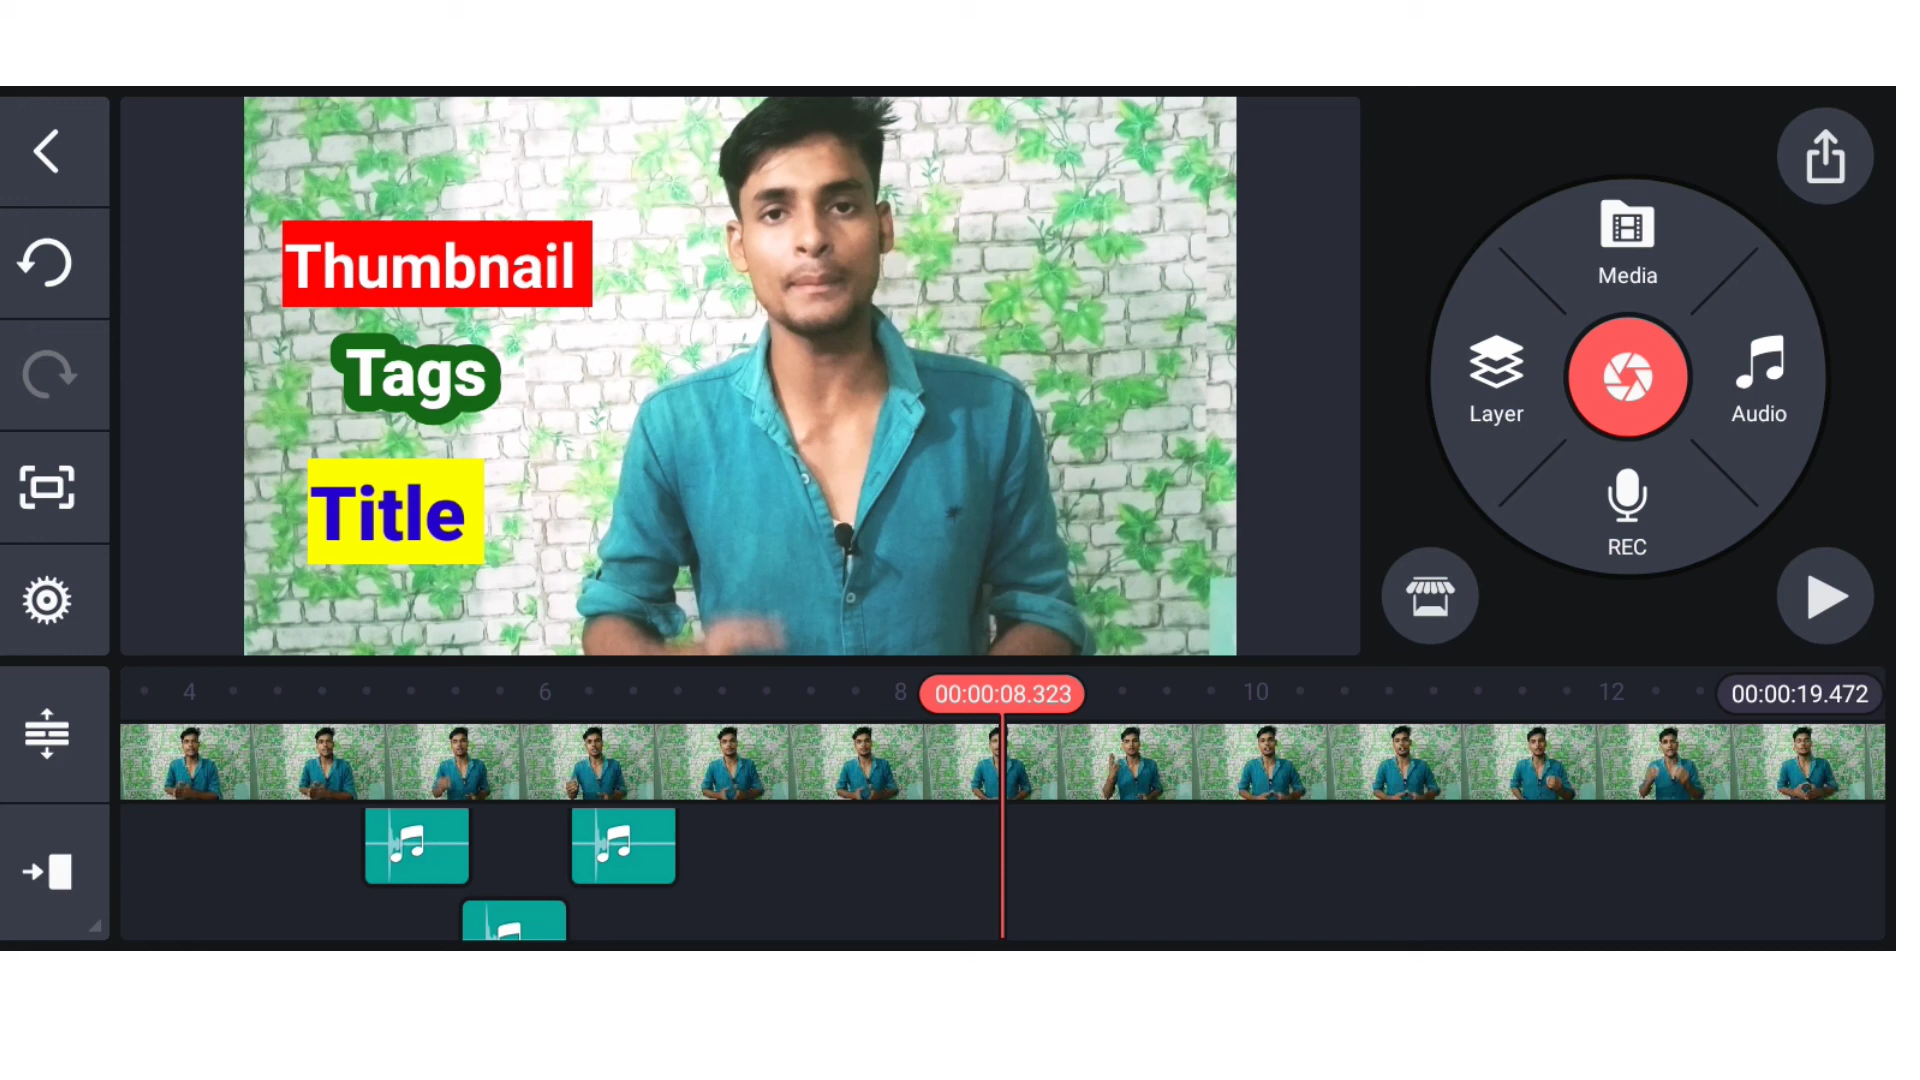 Thumbnail
Tags
Title
Media
Layer
Audio
REC
4
6
8
00:00:08.323
10
12
00:00:19.472